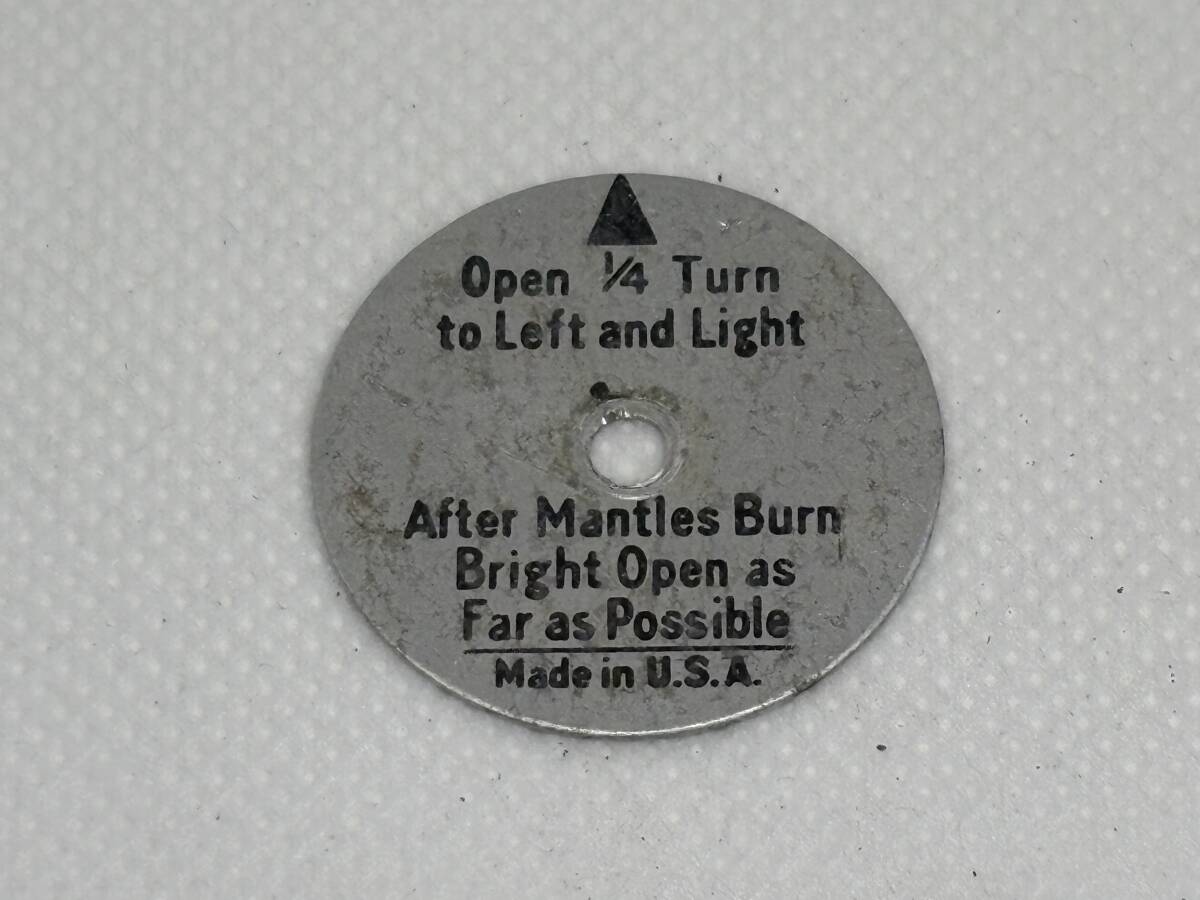 Open ¼ Turn
to Left and Light
After Mantles Burn
Bright Open as
Far as Possible
Made in U.S.A.